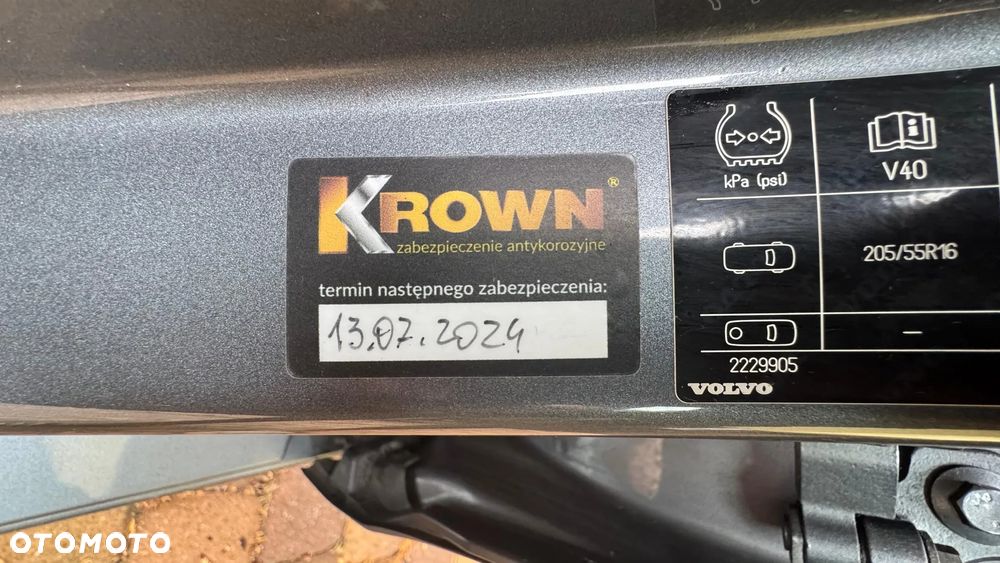 KROWN®
zabezpieczenie antykorozyjne
termin następnego zabezpieczenia:
13.07.2024
kPa (psi)
V40
205/55R16
–
2229905
VOLVO
OTOMOTO